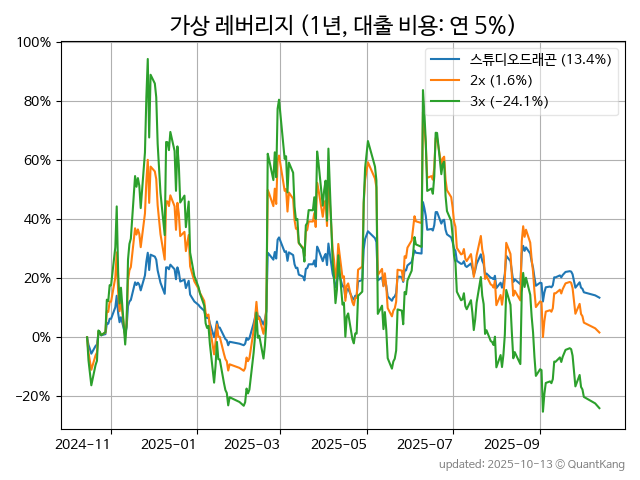 가상 레버리지 (1년, 대출 비용: 연 5%)
스튜디오드래곤 (13.4%)
2x (1.6%)
3x (−24.1%)
100%
80%
60%
40%
20%
0%
−20%
2024−11
2025−01
2025−03
2025−05
2025−07
2025−09
updated: 2025-10-13 ⓒ QuantKang